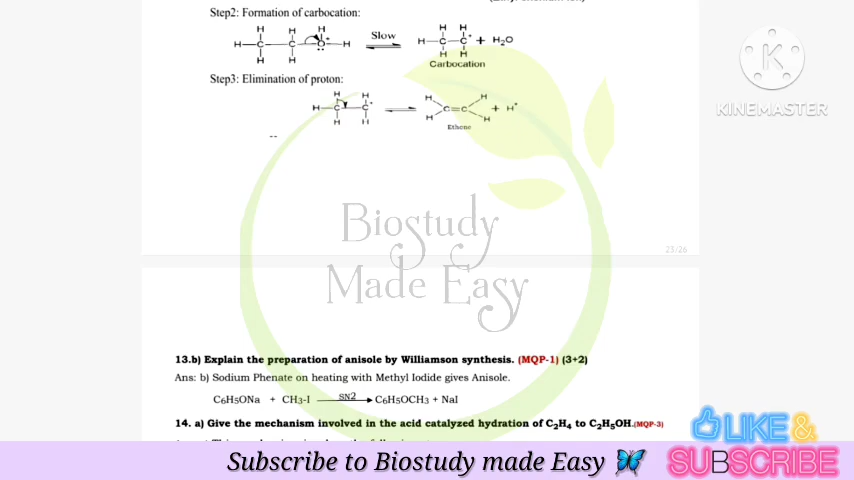 Step2: Formation of carbocation:
H H H
H C C O H Slow H C C + H2O
H H H H
Carbocation
Step3: Elimination of proton:
H H H H
H C C C=C + H+
H H H H
Ethene
KINEMASTER
Biostudy
Made Easy
23/26
13.b) Explain the preparation of anisole by Williamson synthesis. (MQP-1) (3+2)
Ans: b) Sodium Phenate on heating with Methyl Iodide gives Anisole.
C6H5ONa + CH3-I SN2 C6H5OCH3 + NaI
14. a) Give the mechanism involved in the acid catalyzed hydration of C2H4 to C2H5OH.(MQP-3)
LIKE &
SUBSCRIBE
Subscribe to Biostudy made Easy 🦋